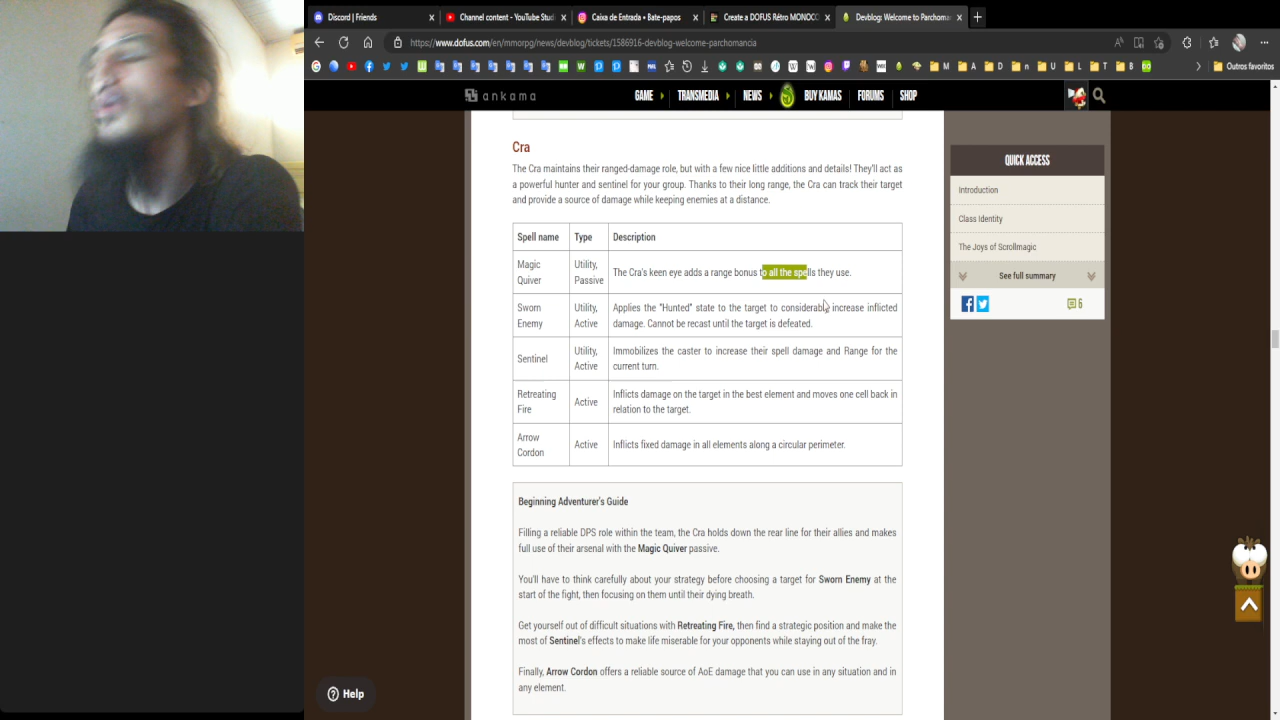 Discord | Friends
Channel content - YouTube Stud
Caixa de Entrada • Bate-papos
Create a DOFUS Rétro MONOCO
Devblog: Welcome to Parchoman
https://www.dofus.com/en/mmorpg/news/devblog/tickets/1586916-devblog-welcome-parchomancia
M A D n U L T B
Outros favoritos
ankama
GAME TRANSMEDIA NEWS BUY KAMAS FORUMS SHOP
Cra
The Cra maintains their ranged-damage role, but with a few nice little additions and details! They'll act as
a powerful hunter and sentinel for your group. Thanks to their long range, the Cra can track their target
and provide a source of damage while keeping enemies at a distance.
Spell name Type Description
Magic Quiver Utility, Passive The Cra's keen eye adds a range bonus to all the spells they use.
Sworn Enemy Utility, Active Applies the "Hunted" state to the target to considerably increase inflicted
damage. Cannot be recast until the target is defeated.
Sentinel Utility, Active Immobilizes the caster to increase their spell damage and Range for the
current turn.
Retreating Fire Active Inflicts damage on the target in the best element and moves one cell back in
relation to the target.
Arrow Cordon Active Inflicts fixed damage in all elements along a circular perimeter.
Beginning Adventurer's Guide
Filling a reliable DPS role within the team, the Cra holds down the rear line for their allies and makes
full use of their arsenal with the Magic Quiver passive.
You'll have to think carefully about your strategy before choosing a target for Sworn Enemy at the
start of the fight, then focusing on them until their dying breath.
Get yourself out of difficult situations with Retreating Fire, then find a strategic position and make the
most of Sentinel's effects to make life miserable for your opponents while staying out of the fray.
Finally, Arrow Cordon offers a reliable source of AoE damage that you can use in any situation and in
any element.
QUICK ACCESS
Introduction
Class Identity
The Joys of Scrollmagic
See full summary
6
Help